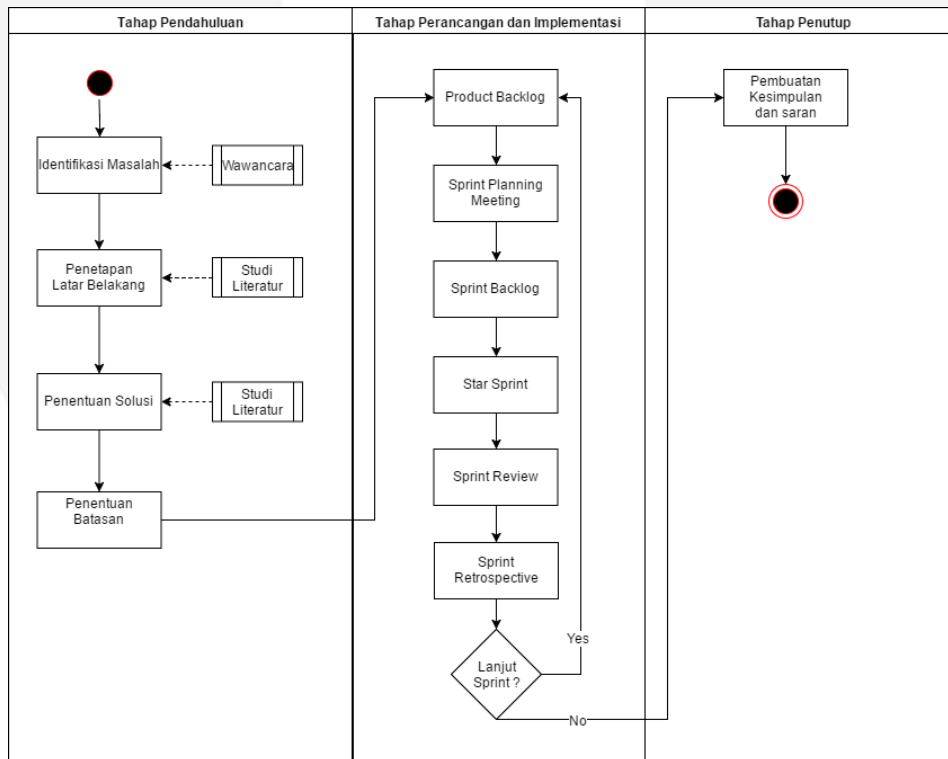 Tahap Pendahuluan
Tahap Perancangan dan Implementasi
Tahap Penutup
Identifikasi Masalah
Wawancara
Penetapan
Latar Belakang
Studi
Literatur
Penentuan Solusi
Studi
Literatur
Penentuan
Batasan
Product Backlog
Sprint Planning
Meeting
Sprint Backlog
Star Sprint
Sprint Review
Sprint
Retrospective
Lanjut
Sprint ?
Yes
No
Pembuatan
Kesimpulan
dan saran